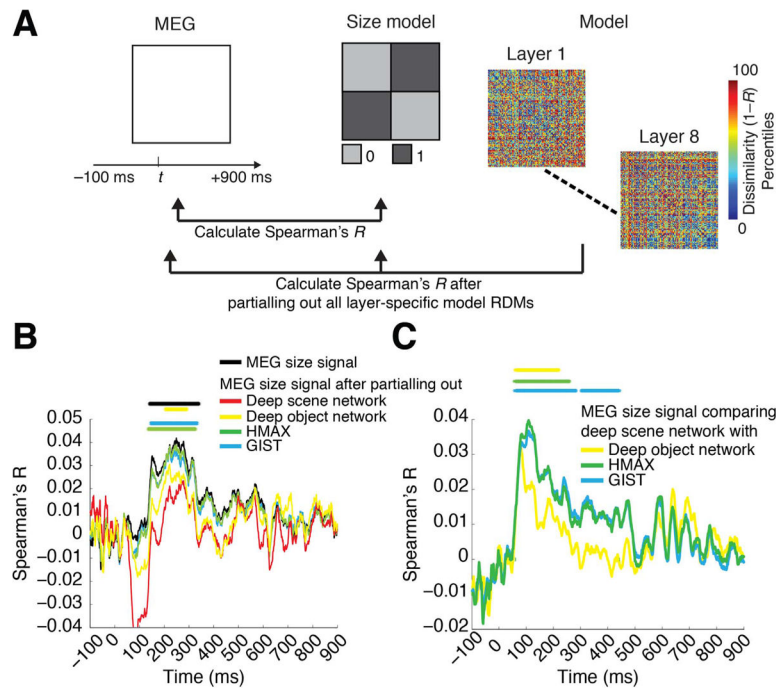 A
MEG
Size model
Model
Layer 1
Layer 8
100
0
Dissimilarity (1−R)
Percentiles
0
1
−100 ms
t
+900 ms
Calculate Spearman's R
Calculate Spearman's R after
partialling out all layer-specific model RDMs
B
MEG size signal
MEG size signal after partialling out
Deep scene network
Deep object network
HMAX
GIST
0.05
0.04
0.03
0.02
0.01
0
−0.01
−0.02
−0.03
−0.04
Spearman's R
−100
0
100
200
300
400
500
600
700
800
900
Time (ms)
C
MEG size signal comparing
deep scene network with
Deep object network
HMAX
GIST
0.04
0.03
0.02
0.01
0
−0.01
−0.02
Spearman's R
−100
0
100
200
300
400
500
600
700
800
900
Time (ms)